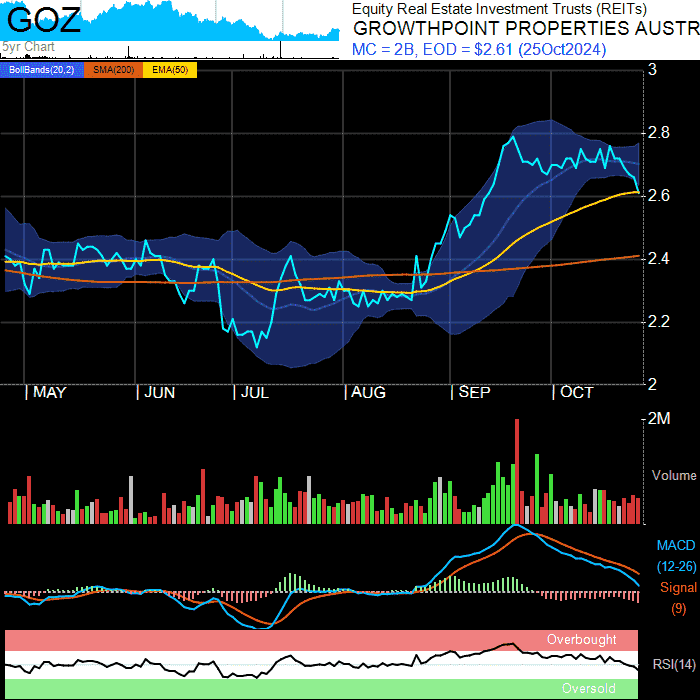 GOZ
5yr Chart
Equity Real Estate Investment Trusts (REITs)
GROWTHPOINT PROPERTIES AUSTR
MC = 2B, EOD = $2.61 (25Oct2024)
BollBands(20,2) SMA(200) EMA(50)
3
2.8
2.6
2.4
2.2
2
MAY JUN JUL AUG SEP OCT
2M
Volume
MACD
(12-26)
Signal
(9)
Overbought
RSI(14)
Oversold